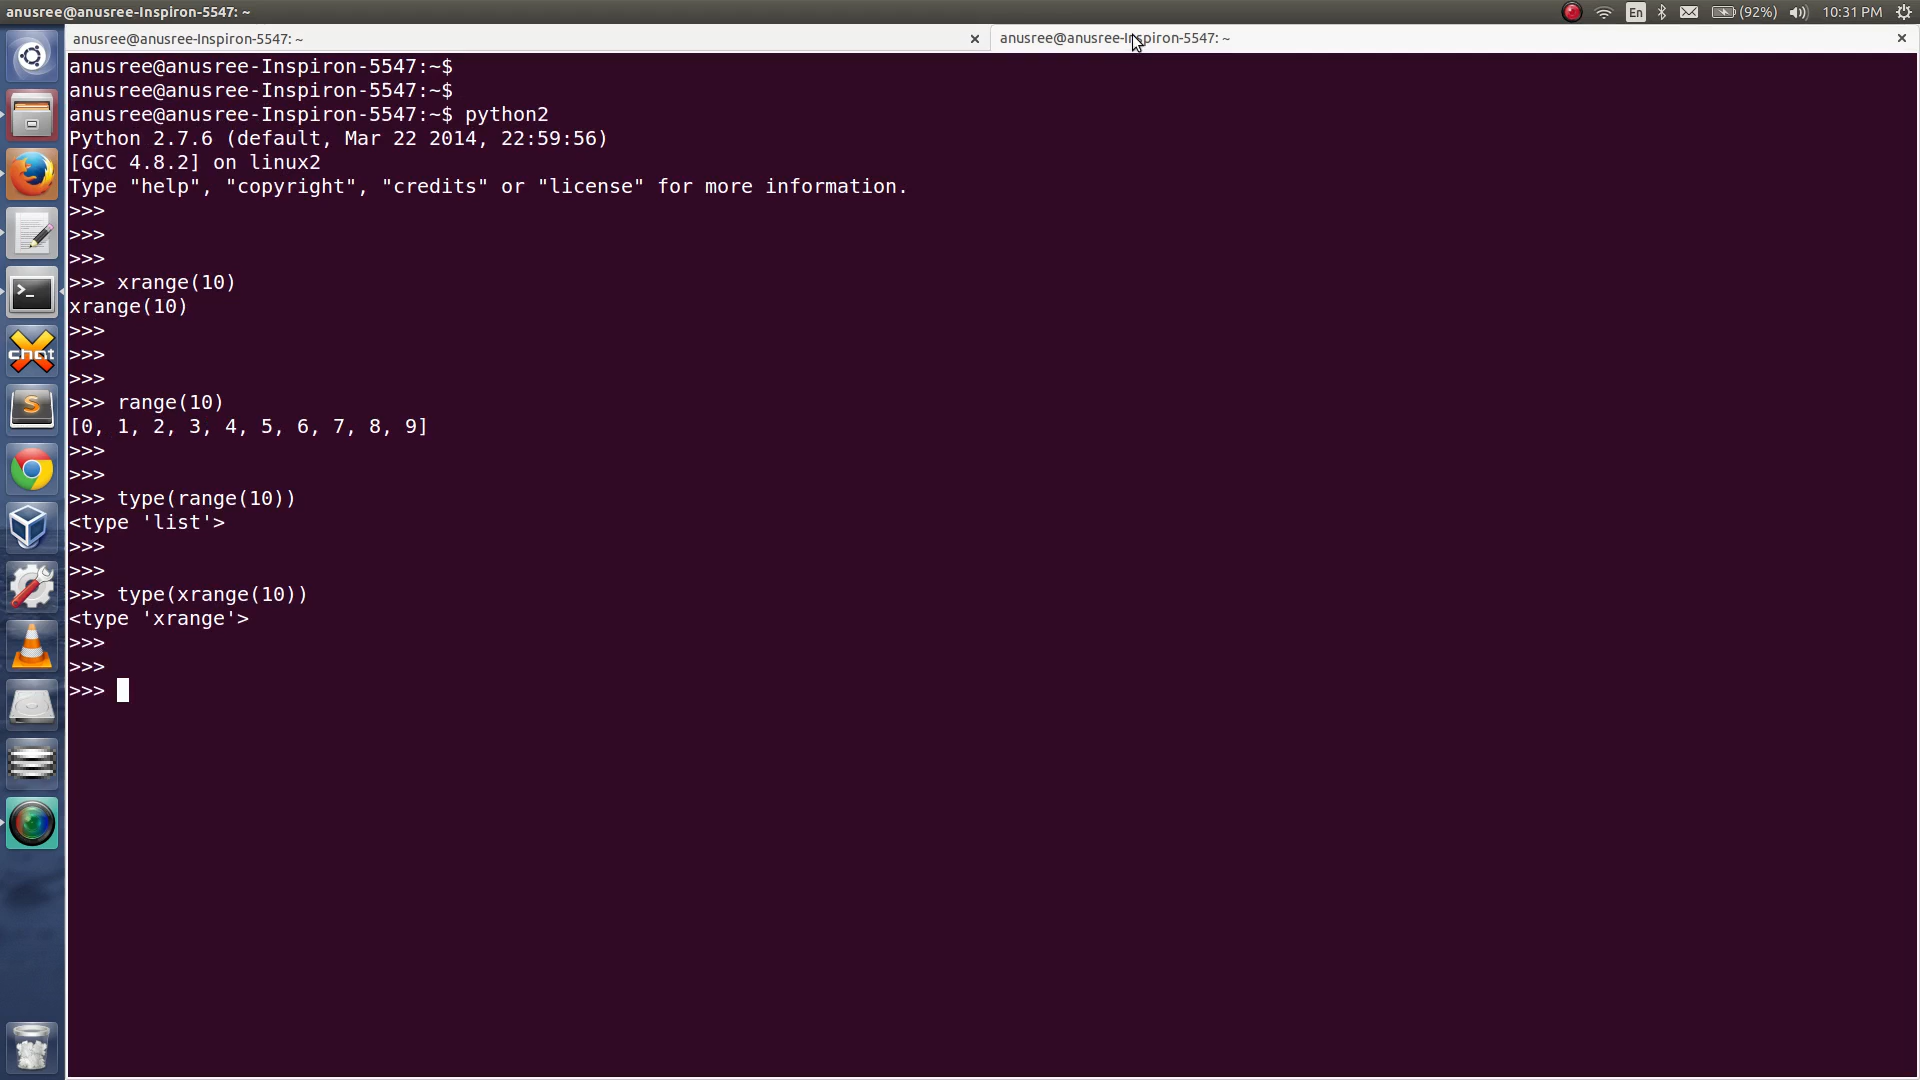 anusree@anusree-Inspiron-5547: ~
En
(92%)
10:31 PM
anusree@anusree-Inspiron-5547: ~
anusree@anusree-Inspiron-5547: ~
anusree@anusree-Inspiron-5547:~$
anusree@anusree-Inspiron-5547:~$
anusree@anusree-Inspiron-5547:~$ python2
Python 2.7.6 (default, Mar 22 2014, 22:59:56)
[GCC 4.8.2] on linux2
Type "help", "copyright", "credits" or "license" for more information.
>>>
>>>
>>>
>>> xrange(10)
xrange(10)
>>>
>>>
>>>
>>> range(10)
[0, 1, 2, 3, 4, 5, 6, 7, 8, 9]
>>>
>>>
>>> type(range(10))
<type 'list'>
>>>
>>>
>>> type(xrange(10))
<type 'xrange'>
>>>
>>>
>>>
chat
S